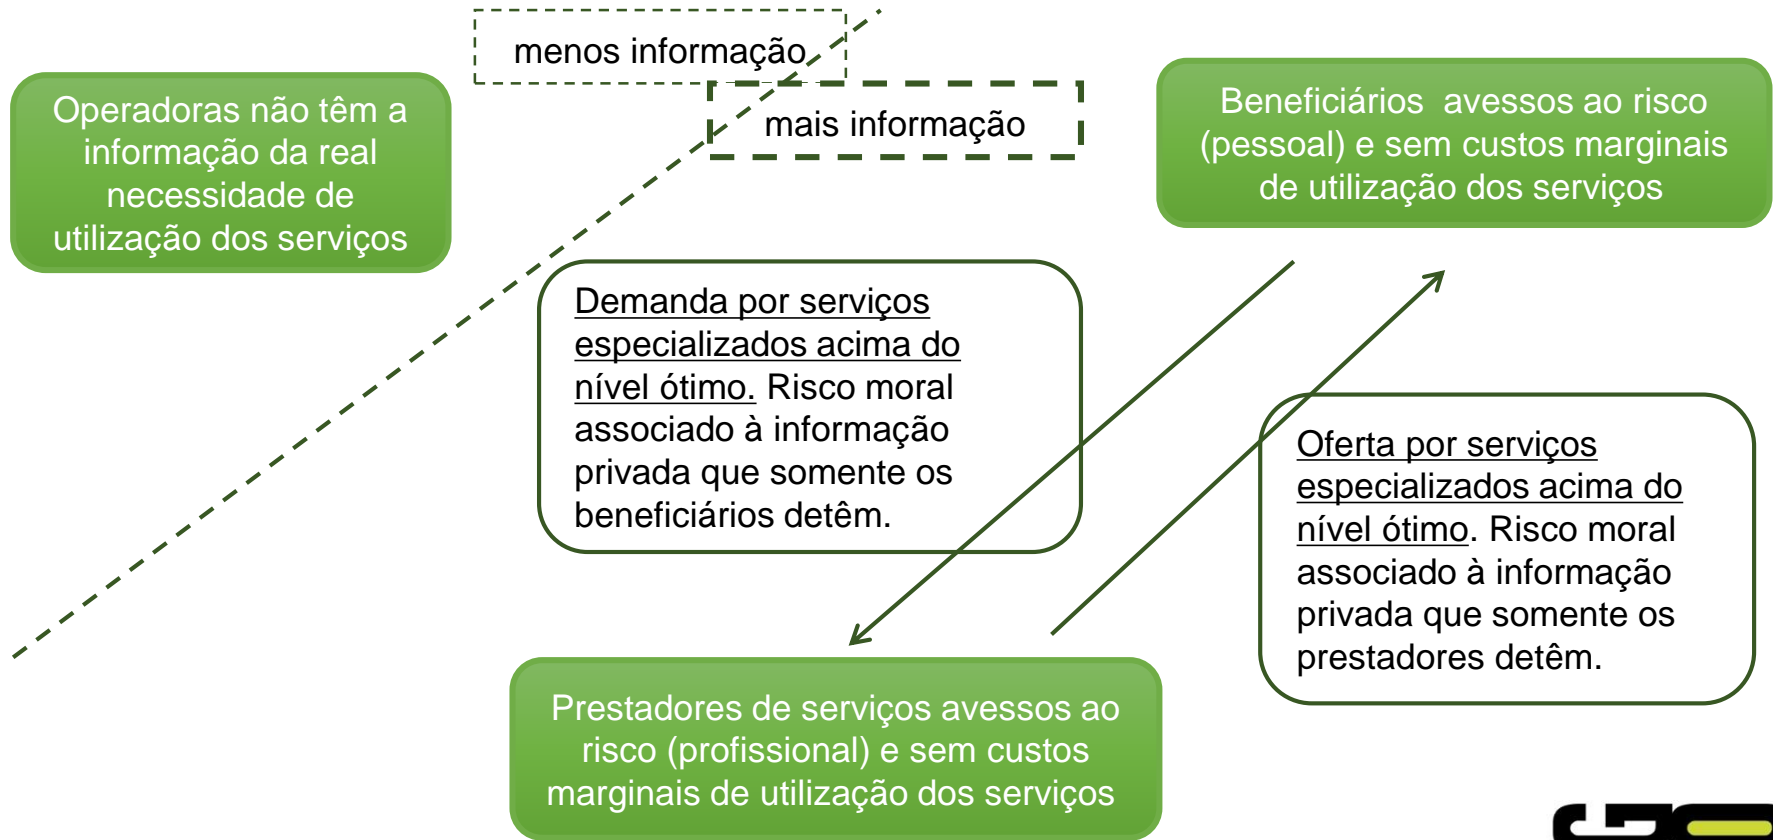 menos informação
mais informação
Operadoras não têm a
informação da real
necessidade de
utilização dos serviços
Beneficiários avessos ao risco
(pessoal) e sem custos marginais
de utilização dos serviços
Demanda por serviços
especializados acima do
nível ótimo. Risco moral
associado à informação
privada que somente os
beneficiários detêm.
Oferta por serviços
especializados acima do
nível ótimo. Risco moral
associado à informação
privada que somente os
prestadores detêm.
Prestadores de serviços avessos ao
risco (profissional) e sem custos
marginais de utilização dos serviços